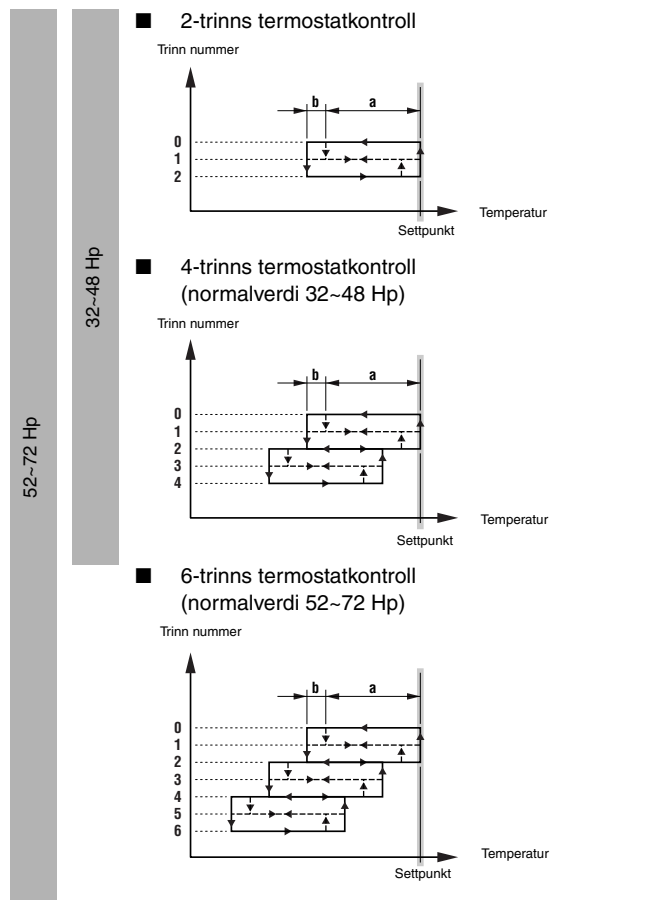 52~72 Hp
32~48 Hp
■ 2-trinns termostatkontroll
Trinn nummer
b a
0
1
2
Temperatur
Settpunkt
■ 4-trinns termostatkontroll
(normalverdi 32~48 Hp)
Trinn nummer
b a
0
1
2
3
4
Temperatur
Settpunkt
■ 6-trinns termostatkontroll
(normalverdi 52~72 Hp)
Trinn nummer
b a
0
1
2
3
4
5
6
Temperatur
Settpunkt